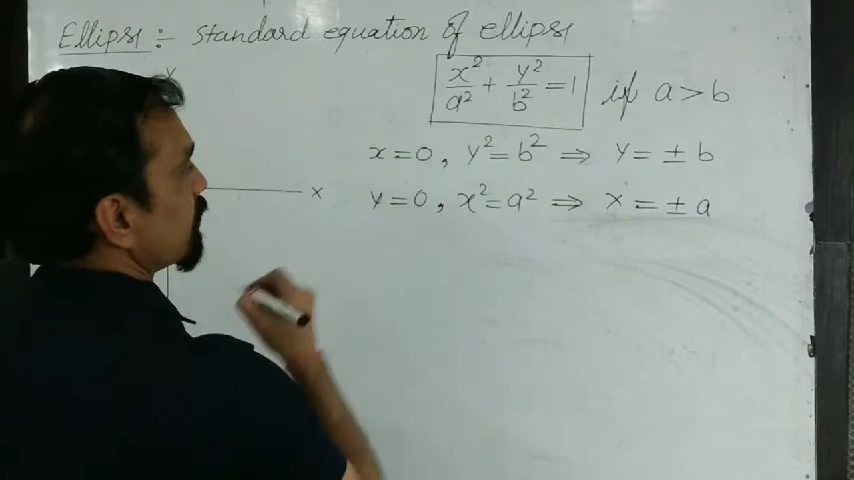 Ellipse :- Standard equation of ellipse
x²/a² + y²/b² = 1 if a > b
x = 0, y² = b² ⇒ y = ± b
y = 0, x² = a² ⇒ x = ± a
y
x